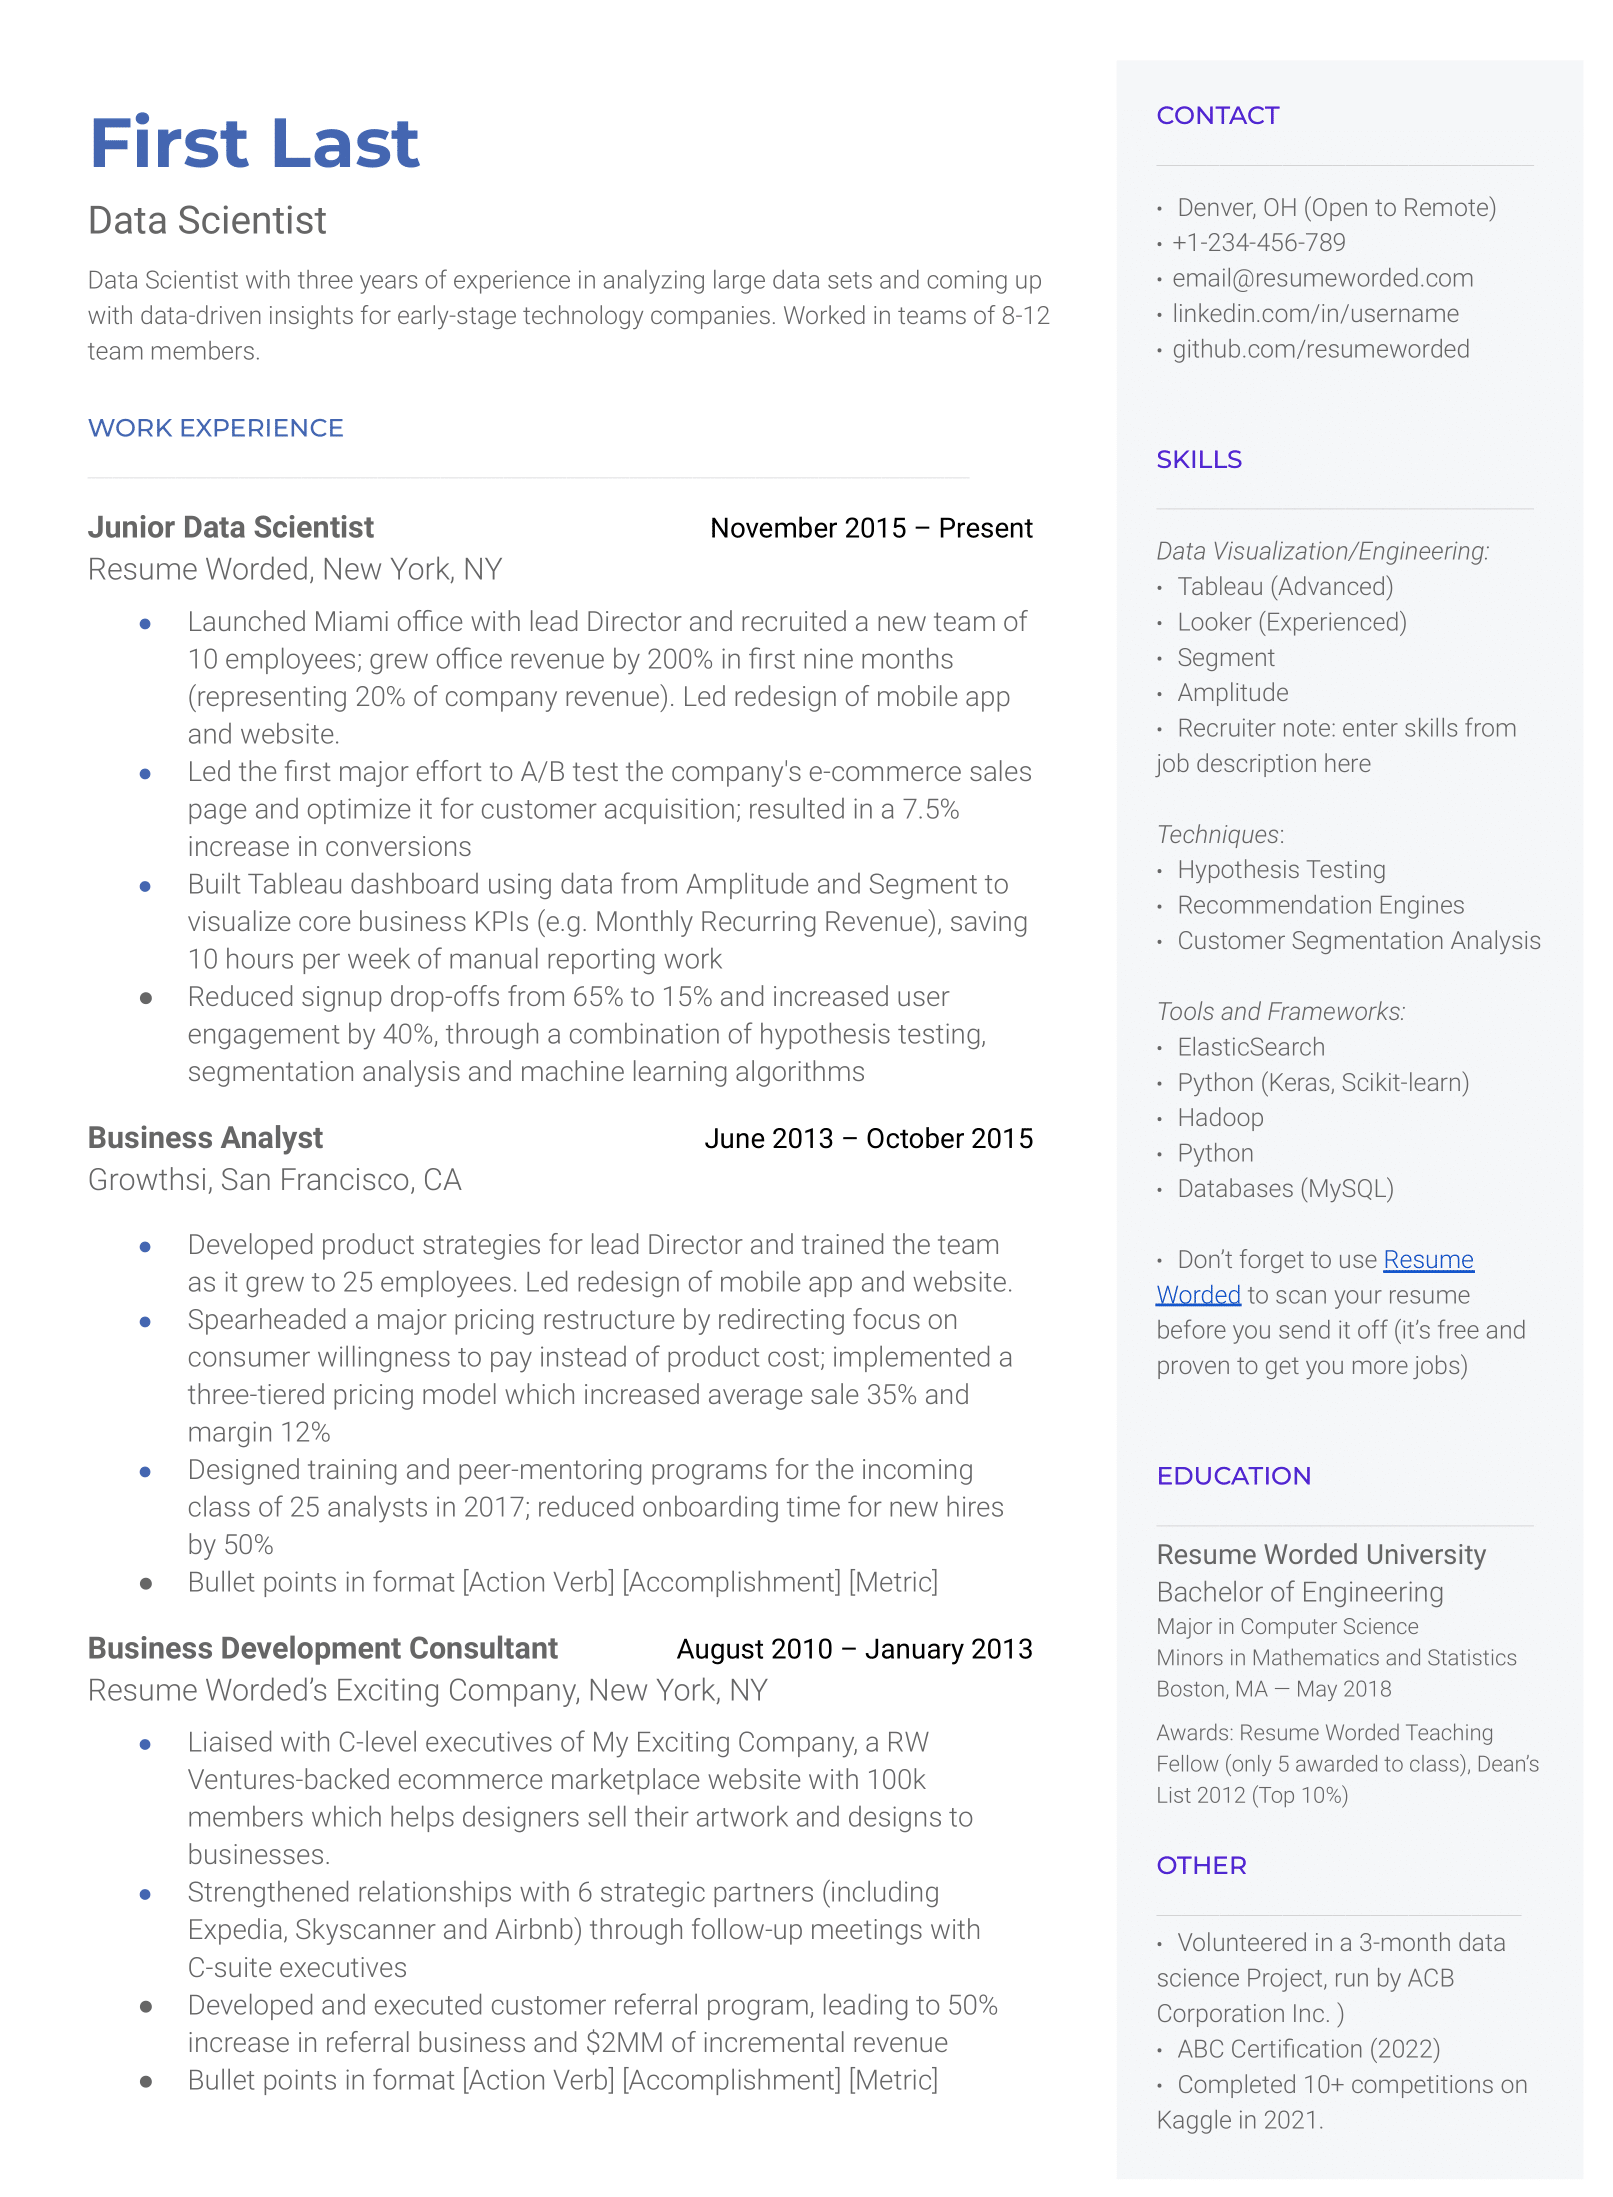 First Last
Data Scientist
Data Scientist with three years of experience in analyzing large data sets and coming up
with data-driven insights for early-stage technology companies. Worked in teams of 8-12
team members.
WORK EXPERIENCE
Junior Data Scientist November 2015 – Present
Resume Worded, New York, NY
● Launched Miami office with lead Director and recruited a new team of
10 employees; grew office revenue by 200% in first nine months
(representing 20% of company revenue). Led redesign of mobile app
and website.
● Led the first major effort to A/B test the company's e-commerce sales
page and optimize it for customer acquisition; resulted in a 7.5%
increase in conversions
● Built Tableau dashboard using data from Amplitude and Segment to
visualize core business KPIs (e.g. Monthly Recurring Revenue), saving
10 hours per week of manual reporting work
● Reduced signup drop-offs from 65% to 15% and increased user
engagement by 40%, through a combination of hypothesis testing,
segmentation analysis and machine learning algorithms
Business Analyst June 2013 – October 2015
Growthsi, San Francisco, CA
● Developed product strategies for lead Director and trained the team
as it grew to 25 employees. Led redesign of mobile app and website.
● Spearheaded a major pricing restructure by redirecting focus on
consumer willingness to pay instead of product cost; implemented a
three-tiered pricing model which increased average sale 35% and
margin 12%
● Designed training and peer-mentoring programs for the incoming
class of 25 analysts in 2017; reduced onboarding time for new hires
by 50%
● Bullet points in format [Action Verb] [Accomplishment] [Metric]
Business Development Consultant August 2010 – January 2013
Resume Worded’s Exciting Company, New York, NY
● Liaised with C-level executives of My Exciting Company, a RW
Ventures-backed ecommerce marketplace website with 100k
members which helps designers sell their artwork and designs to
businesses.
● Strengthened relationships with 6 strategic partners (including
Expedia, Skyscanner and Airbnb) through follow-up meetings with
C-suite executives
● Developed and executed customer referral program, leading to 50%
increase in referral business and $2MM of incremental revenue
● Bullet points in format [Action Verb] [Accomplishment] [Metric]
CONTACT
• Denver, OH (Open to Remote)
• +1-234-456-789
• email@resumeworded.com
• linkedin.com/in/username
• github.com/resumeworded
SKILLS
Data Visualization/Engineering:
• Tableau (Advanced)
• Looker (Experienced)
• Segment
• Amplitude
• Recruiter note: enter skills from
job description here
Techniques:
• Hypothesis Testing
• Recommendation Engines
• Customer Segmentation Analysis
Tools and Frameworks:
• ElasticSearch
• Python (Keras, Scikit-learn)
• Hadoop
• Python
• Databases (MySQL)
• Don’t forget to use Resume
Worded to scan your resume
before you send it off (it’s free and
proven to get you more jobs)
EDUCATION
Resume Worded University
Bachelor of Engineering
Major in Computer Science
Minors in Mathematics and Statistics
Boston, MA — May 2018
Awards: Resume Worded Teaching
Fellow (only 5 awarded to class), Dean’s
List 2012 (Top 10%)
OTHER
• Volunteered in a 3-month data
science Project, run by ACB
Corporation Inc. )
• ABC Certification (2022)
• Completed 10+ competitions on
Kaggle in 2021.